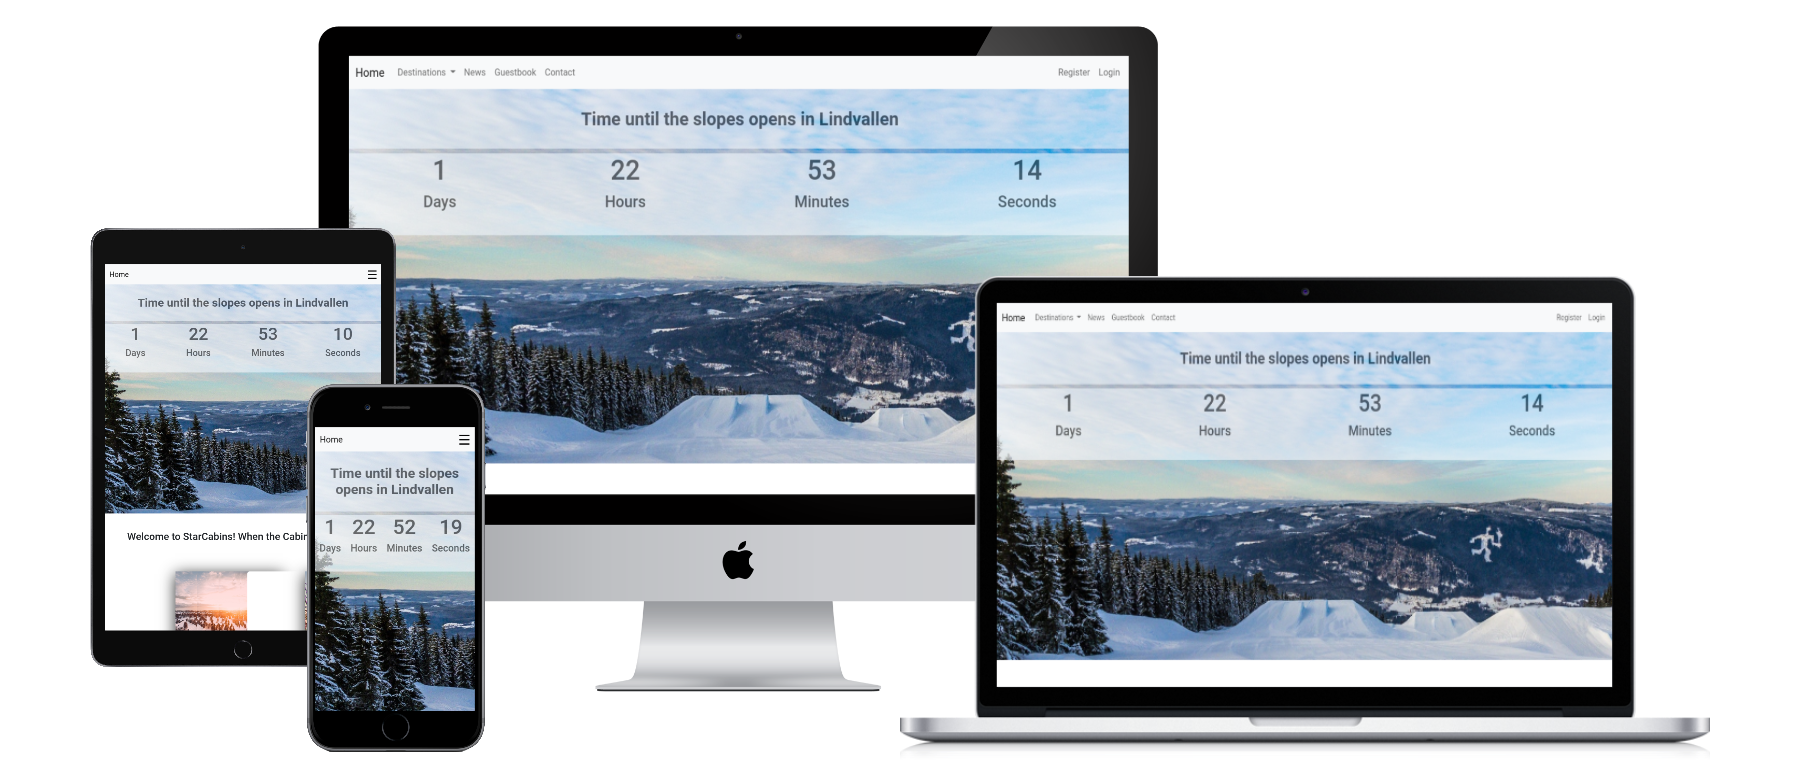 Home Destinations News Guestbook Contact Register Login
Time until the slopes opens in Lindvallen
1 22 53 14
Days Hours Minutes Seconds
Home
Time until the slopes opens in Lindvallen
1 22 53 10
Days Hours Minutes Seconds
Welcome to StarCabins! When the
Home
Time until the slopes
opens in Lindvallen
1 22 52 19
Days Hours Minutes Seconds
Home Destinations News Guestbook Contact Register Login
Time until the slopes opens in Lindvallen
1 22 53 14
Days Hours Minutes Seconds